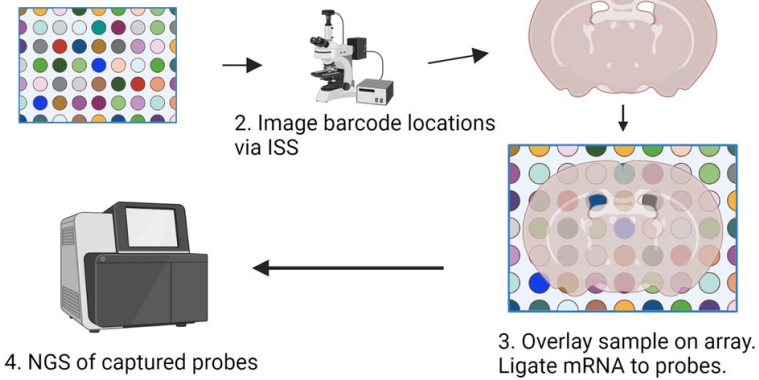 2. Image barcode locations
via ISS
3. Overlay sample on array.
Ligate mRNA to probes.
4. NGS of captured probes